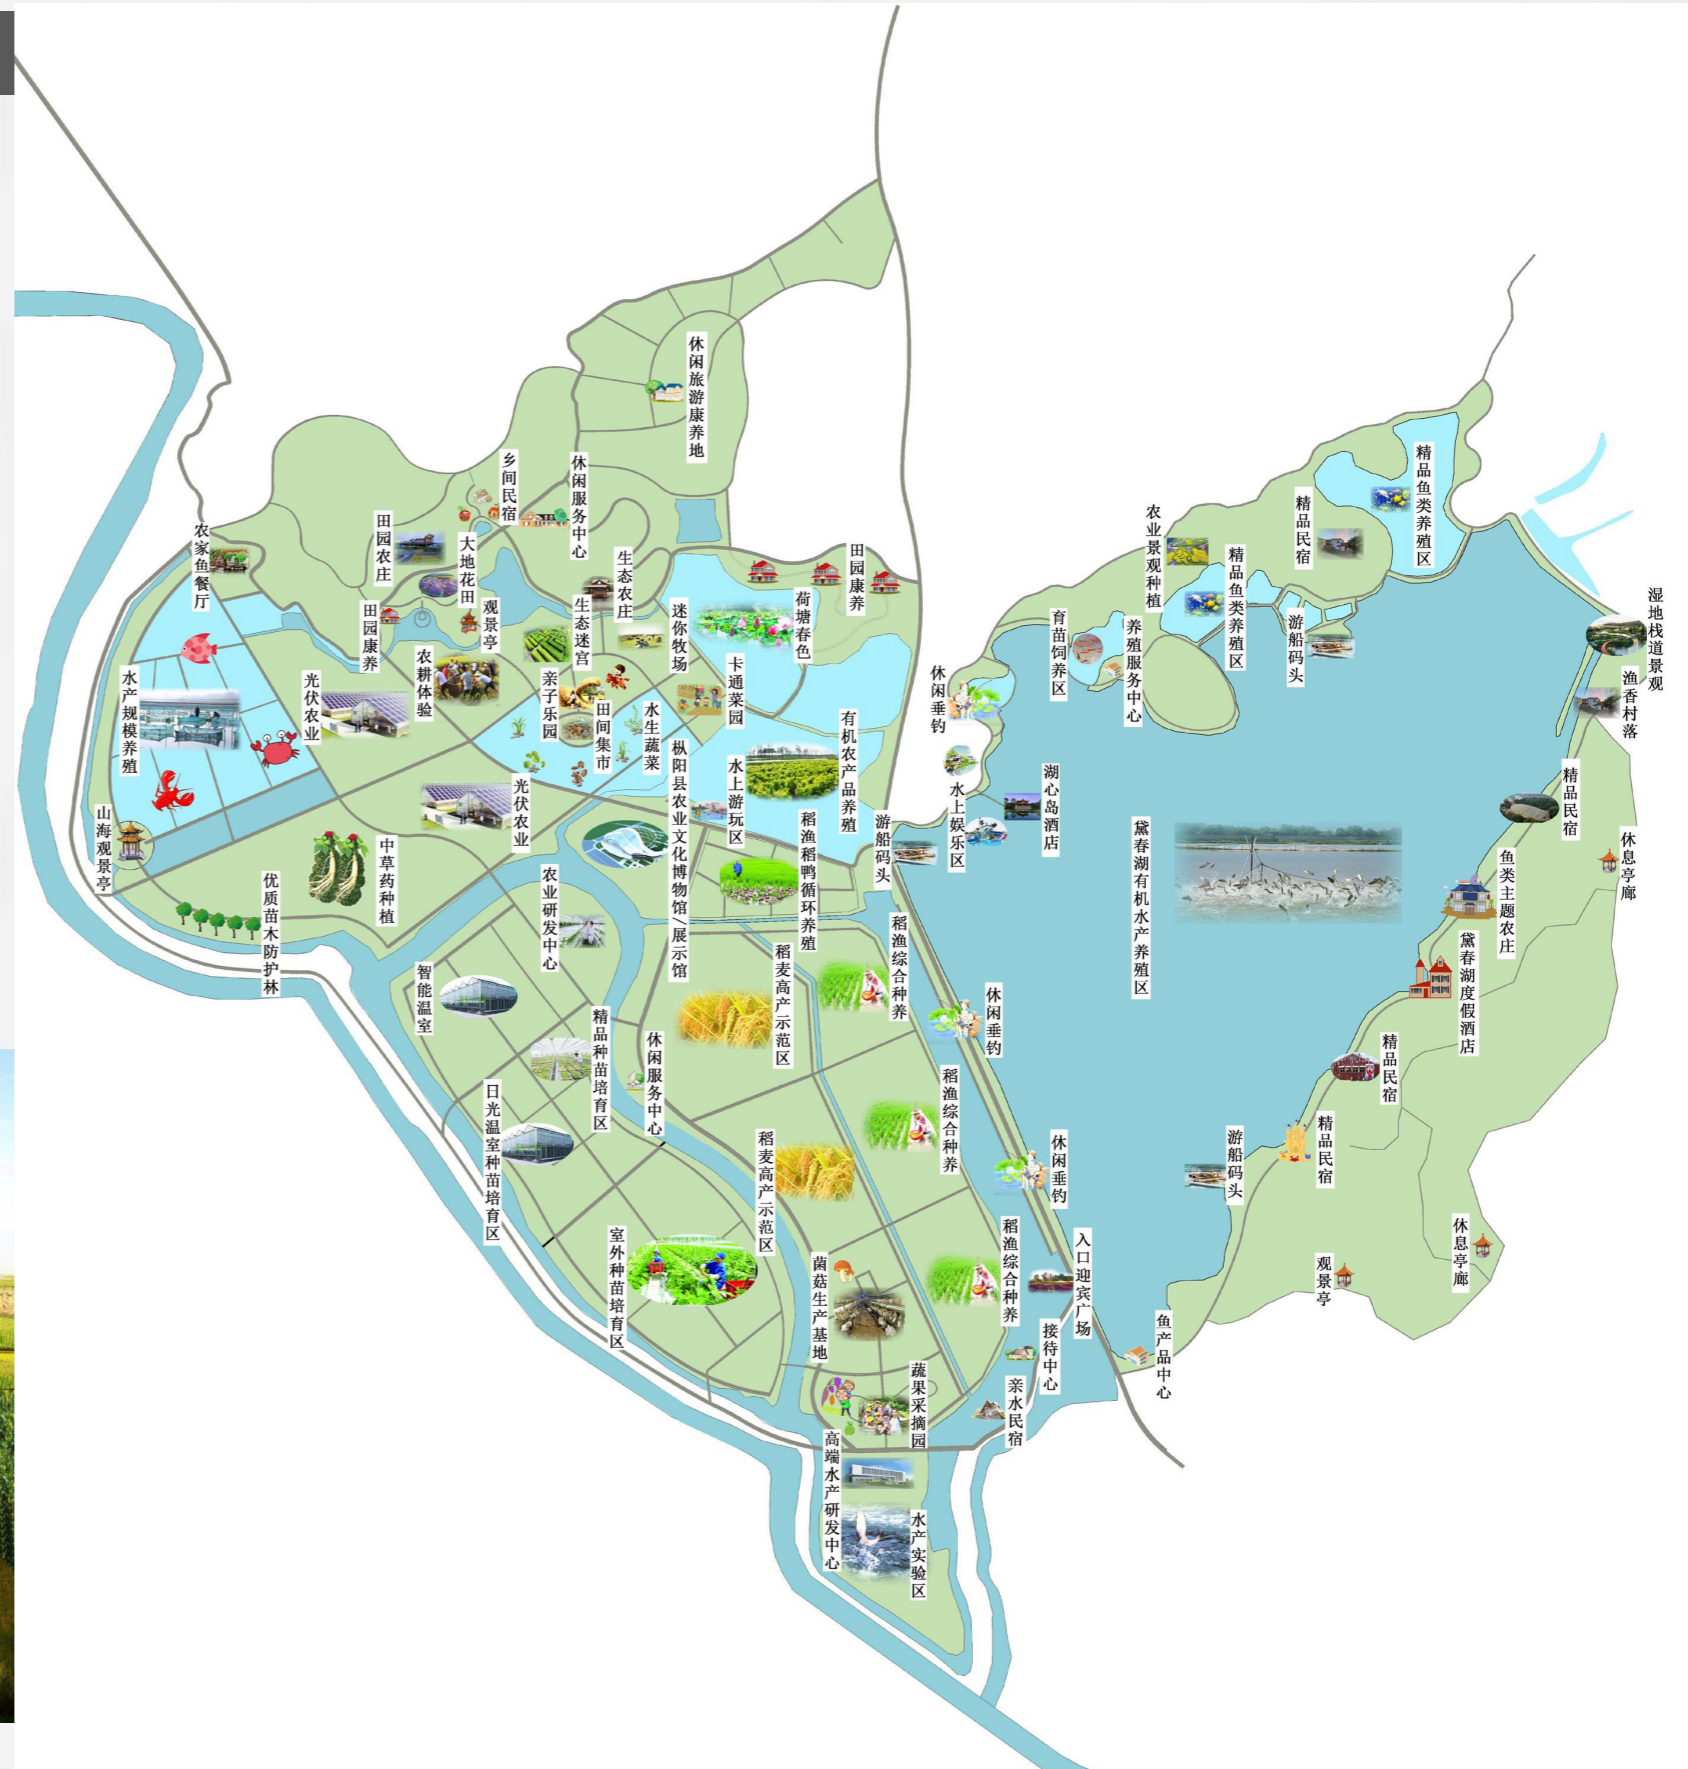 休闲旅游康养地
乡间民宿
休闲服务中心
田园农庄
大地花田
农家鱼餐厅
生态农庄
田园康养
田园康养
观景亭
生态迷宫
迷你牧场
荷塘春色
农耕体验
卡通菜园
水产规模养殖
光伏农业
亲子乐园
田间集市
水生蔬菜
有机农产品养殖
枞阳县农业文化博物馆/展示馆
水上游玩区
光伏农业
山海观景亭
中草药种植
稻渔稻鸭循环养殖
游船码头
优质苗木防护林
农业研发中心
智能温室
稻麦高产示范区
稻渔综合种养
精品种苗培育区
休闲服务中心
日光温室种苗培育区
稻麦高产示范区
稻渔综合种养
室外种苗培育区
菌菇生产基地
稻渔综合种养
蔬果采摘园
高端水产研发中心
水产实验区
亲水民宿
接待中心
入口迎宾广场
鱼产品中心
休闲垂钓
休闲垂钓
休闲垂钓
水上娱乐区
湖心岛酒店
黛春湖有机水产养殖区
育苗饲养区
养殖服务中心
农业景观种植
精品鱼类养殖区
游船码头
精品民宿
精品鱼类养殖区
湿地栈道景观
渔香村落
精品民宿
休息亭廊
鱼类主题农庄
黛春湖度假酒店
精品民宿
精品民宿
游船码头
观景亭
休息亭廊